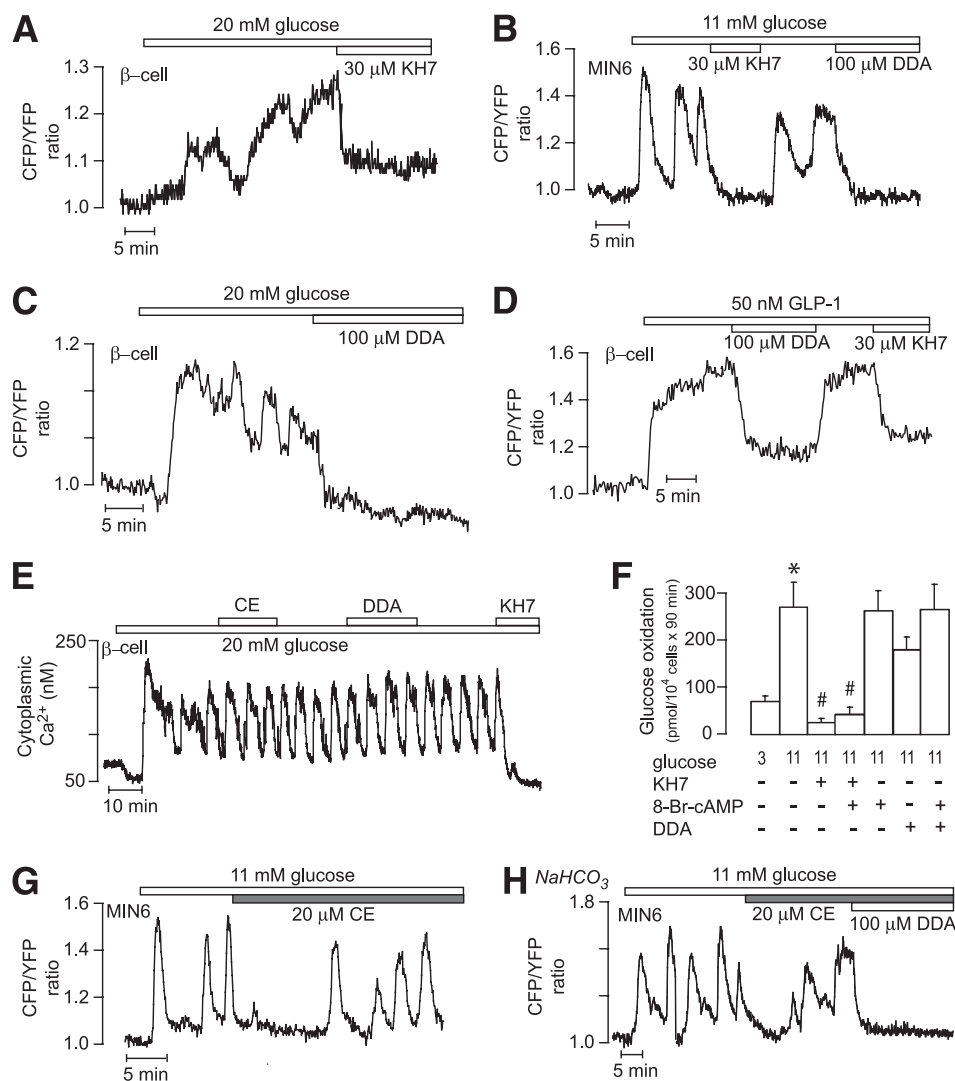 A
20 mM glucose
30 μM KH7
β–cell
1.3
1.2
1.1
1.0
CFP/YFP
ratio
5 min
B
11 mM glucose
30 μM KH7
100 μM DDA
MIN6
1.6
1.4
1.2
1.0
CFP/YFP
ratio
5 min
C
20 mM glucose
100 μM DDA
β–cell
1.2
1.0
CFP/YFP
ratio
5 min
D
50 nM GLP-1
100 μM DDA
30 μM KH7
β–cell
1.6
1.4
1.2
1.0
CFP/YFP
ratio
5 min
E
CE
DDA
KH7
20 mM glucose
β–cell
250
50
Cytoplasmic
Ca²⁺ (nM)
10 min
F
Glucose oxidation
(pmol/10⁴ cells x 90 min)
300
200
100
0
*
#
#
glucose 3 11 11 11 11 11 11
KH7 - - + + - - -
8-Br-cAMP - - - + + - +
DDA - - - - - + +
G
11 mM glucose
20 μM CE
MIN6
1.6
1.4
1.2
1.0
CFP/YFP
ratio
5 min
H
NaHCO₃
11 mM glucose
20 μM CE
100 μM DDA
MIN6
1.8
1.0
CFP/YFP
ratio
5 min